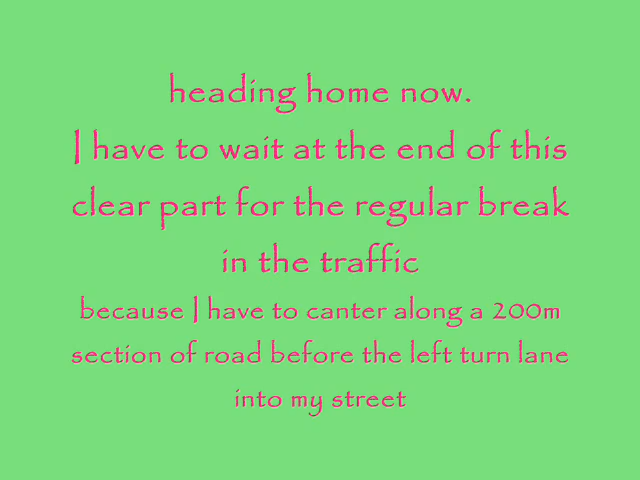 heading home now.
I have to wait at the end of this
clear part for the regular break
in the traffic
because I have to canter along a 200m
section of road before the left turn lane
into my street